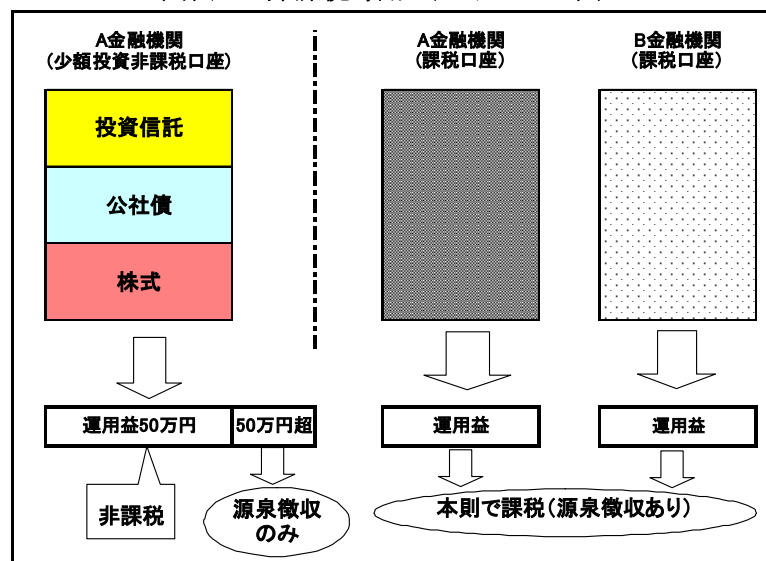 A金融機関
(少額投資非課税口座)
A金融機関
(課税口座)
B金融機関
(課税口座)
投資信託
公社債
株式
運用益50万円
50万円超
運用益
運用益
非課税
源泉徴収
のみ
本則で課税(源泉徴収あり)